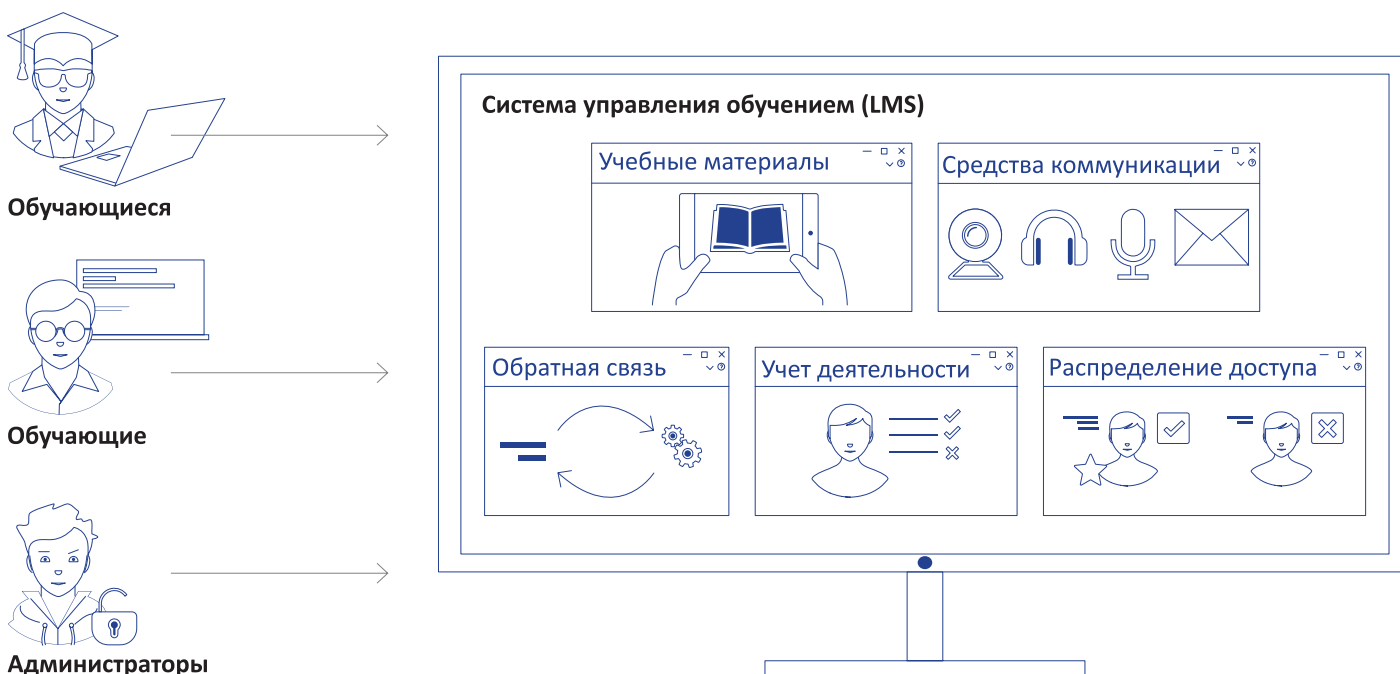 Обучающиеся
Обучающие
Администраторы
Система управления обучением (LMS)
Учебные материалы
Средства коммуникации
Обратная связь
Учет деятельности
Распределение доступа